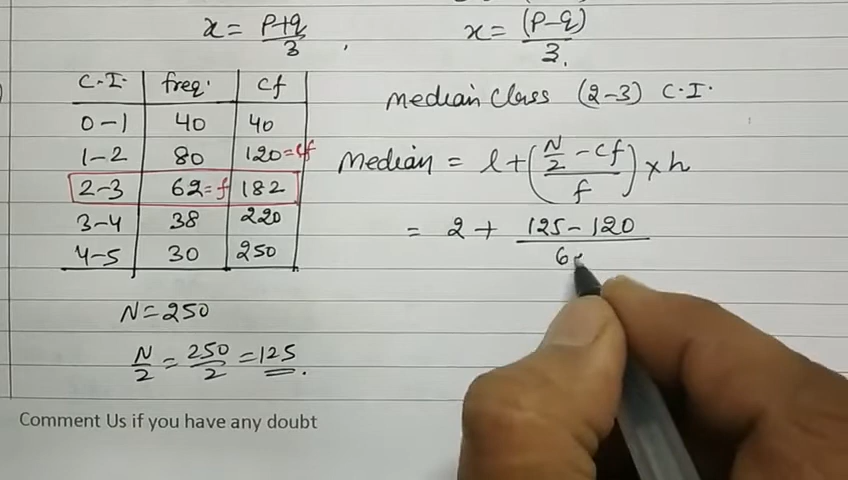 x = p+q/3 , x = (p-q)/3.
C.I. freq. cf
0-1 40 40
1-2 80 120=cf
2-3 62=f 182
3-4 38 220
4-5 30 250
N=250
N/2 = 250/2 = 125.
median class (2-3) C.I.
Median = l+(N/2-cf/f)×h
= 2+ 125-120/6
Comment Us if you have any doubt